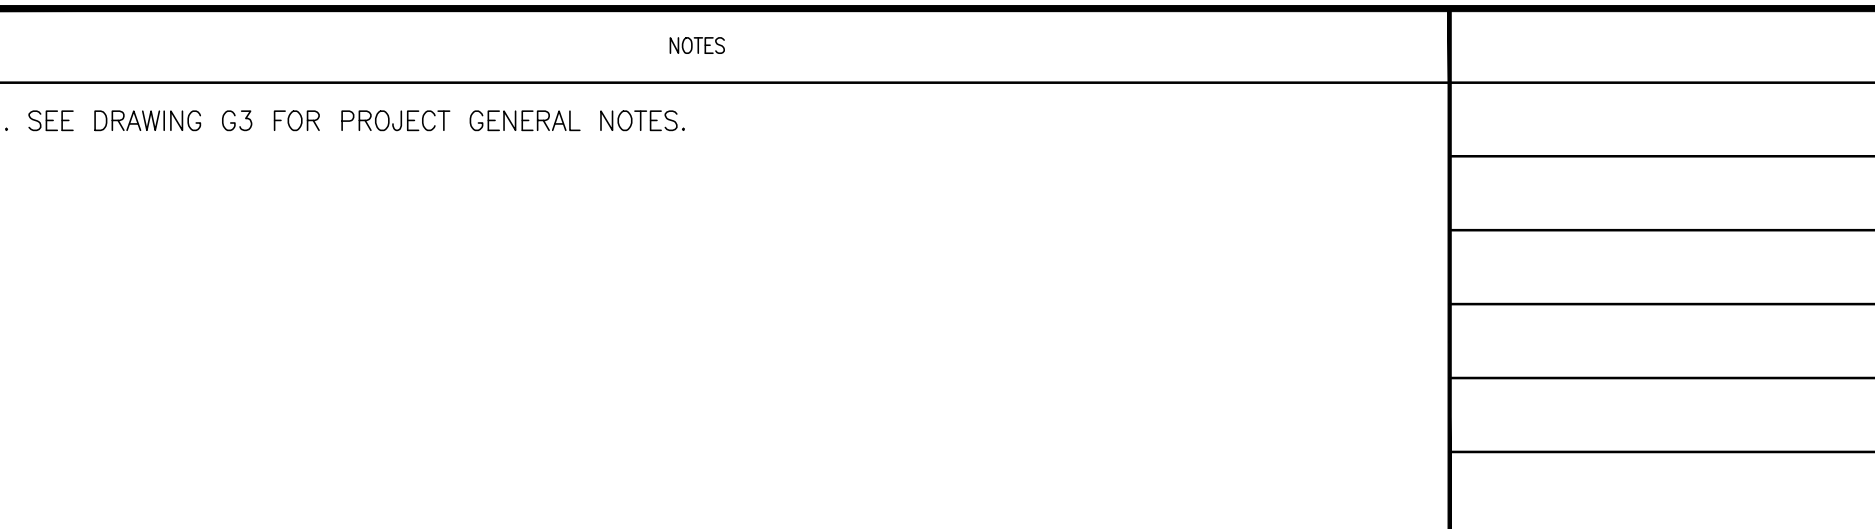 NOTES
. SEE DRAWING G3 FOR PROJECT GENERAL NOTES.